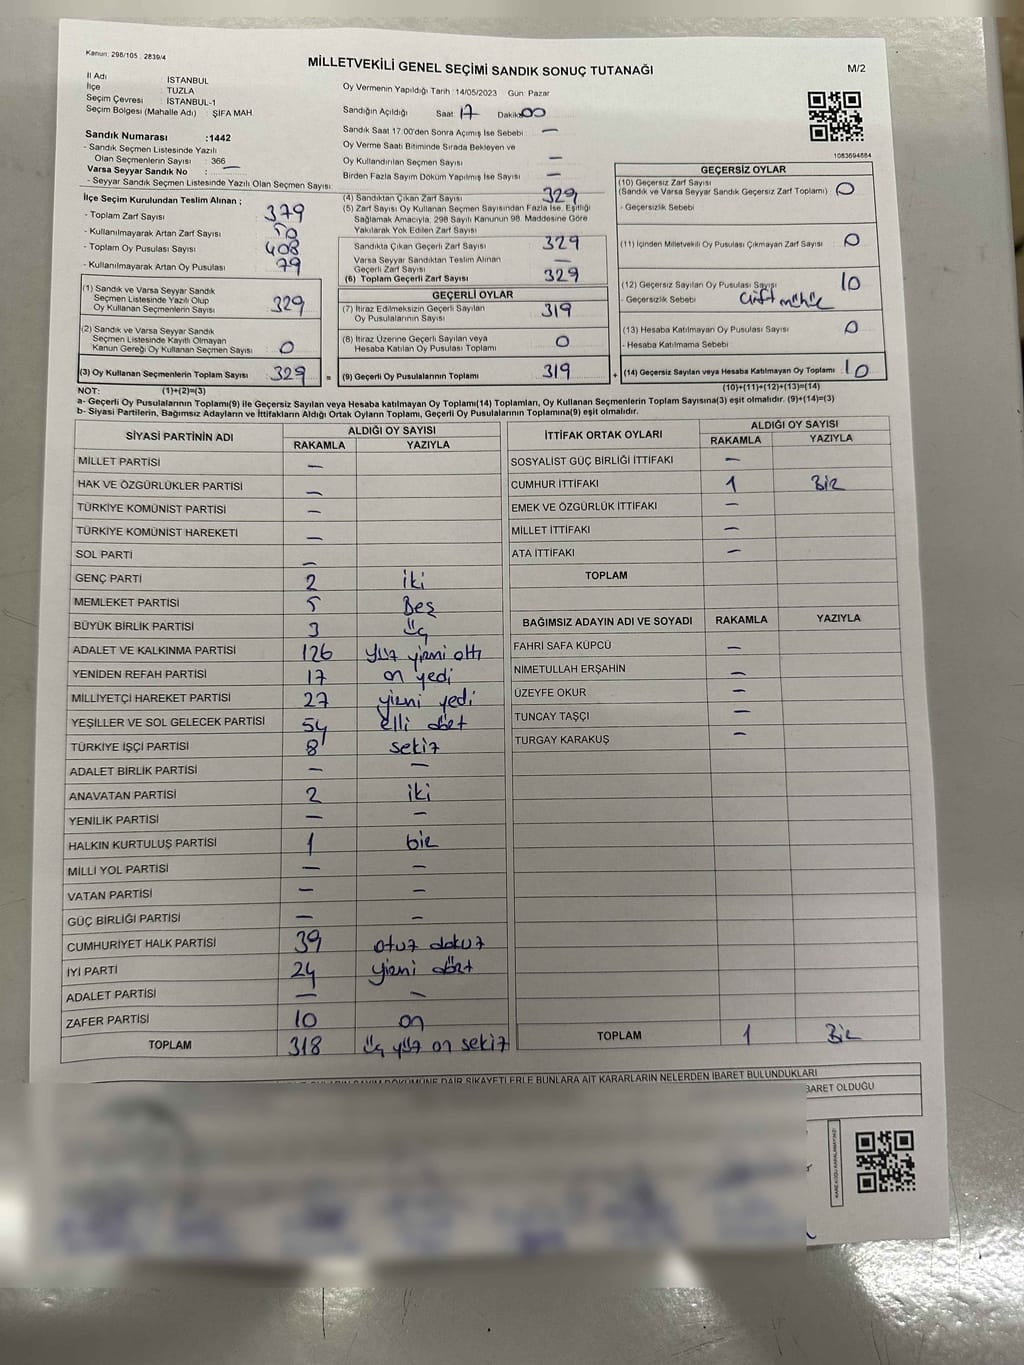 Kanun: 298/105 . 2839/4
MİLLETVEKİLİ GENEL SEÇİMİ SANDIK SONUÇ TUTANAĞI
M/2
İl Adı : İSTANBUL
İlçe : TUZLA
Seçim Çevresi : İSTANBUL-1
Seçim Bölgesi (Mahalle Adı) : ŞİFA MAH
Oy Vermenin Yapıldığı Tarih :14/05/2023 Gün: Pazar
Sandığın Açıldığı Saat 17 Dakika 00
Sandık Saat 17:00'den Sonra Açımış İse Sebebi : —
Oy Verme Saati Bitiminde Sırada Bekleyen ve
Oy Kullandırılan Seçmen Sayısı : —
Birden Fazla Sayım Döküm Yapılmış İse Sayısı : —
Sandık Numarası :1442
- Sandık Seçmen Listesinde Yazılı
Olan Seçmenlerin Sayısı : 366
Varsa Seyyar Sandık No : —
- Seyyar Sandık Seçmen Listesinde Yazılı Olan Seçmen Sayısı:
1083694884
İlçe Seçim Kurulundan Teslim Alınan ;
- Toplam Zarf Sayısı : 379
- Kullanılmayarak Artan Zarf Sayısı : 50
- Toplam Oy Pusulası Sayısı : 408
- Kullanılmayarak Artan Oy Pusulası : 79
(1) Sandık ve Varsa Seyyar Sandık
Seçmen Listesinde Yazılı Olup
Oy Kullanan Seçmenlerin Sayısı : 329
(2) Sandık ve Varsa Seyyar Sandık
Seçmen Listesinde Kayıtlı Olmayan
Kanun Gereği Oy Kullanan Seçmen Sayısı : 0
(3) Oy Kullanan Seçmenlerin Toplam Sayısı : 329 =
(4) Sandıktan Çıkan Zarf Sayısı : 329
(5) Zarf Sayısı Oy Kullanan Seçmen Sayısından Fazla İse, Eşitliği
Sağlamak Amacıyla, 298 Sayılı Kanunun 98. Maddesine Göre
Yakılarak Yok Edilen Zarf Sayısı :
Sandıkta Çıkan Geçerli Zarf Sayısı : 329
Varsa Seyyar Sandıktan Teslim Alınan
Geçerli Zarf Sayısı : —
(6) Toplam Geçerli Zarf Sayısı : 329
GEÇERLİ OYLAR
(7) İtiraz Edilmeksizin Geçerli Sayılan
Oy Pusulalarının Sayısı : 319
(8) İtiraz Üzerine Geçerli Sayılan veya
Hesaba Katılan Oy Pusulası Toplamı : 0
(9) Geçerli Oy Pusulalarının Toplamı : 319 +
GEÇERSİZ OYLAR
(10) Geçersiz Zarf Sayısı
(Sandık ve Varsa Seyyar Sandık Geçersiz Zarf Toplamı) : 0
- Geçersizlik Sebebi :
(11) İçinden Milletvekili Oy Pusulası Çıkmayan Zarf Sayısı : 0
(12) Geçersiz Sayılan Oy Pusulası Sayısı : 10
- Geçersizlik Sebebi : Çift mühür
(13) Hesaba Katılmayan Oy Pusulası Sayısı : 0
- Hesaba Katılmama Sebebi :
(14) Geçersiz Sayılan veya Hesaba Katılmayan Oy Toplamı : 10
NOT: (1)+(2)=(3)
(10)+(11)+(12)+(13)=(14)
a- Geçerli Oy Pusulalarının Toplamı(9) ile Geçersiz Sayılan veya Hesaba katılmayan Oy Toplamı(14) Toplamları, Oy Kullanan Seçmenlerin Toplam Sayısına(3) eşit olmalıdır. (9)+(14)=(3)
b- Siyasi Partilerin, Bağımsız Adayların ve İttifakların Aldığı Ortak Oyların Toplamı, Geçerli Oy Pusulalarının Toplamına(9) eşit olmalıdır.
SİYASİ PARTİNİN ADI ALDIĞI OY SAYISI
RAKAMLA YAZIYLA
MİLLET PARTİSİ —
HAK VE ÖZGÜRLÜKLER PARTİSİ —
TÜRKİYE KOMÜNİST PARTİSİ —
TÜRKİYE KOMÜNİST HAREKETİ —
SOL PARTİ —
GENÇ PARTİ 2 iki
MEMLEKET PARTİSİ 5 Beş
BÜYÜK BİRLİK PARTİSİ 3 üç
ADALET VE KALKINMA PARTİSİ 126 yüz yirmi altı
YENİDEN REFAH PARTİSİ 17 on yedi
MİLLİYETÇİ HAREKET PARTİSİ 27 yirmi yedi
YEŞİLLER VE SOL GELECEK PARTİSİ 54 elli dört
TÜRKİYE İŞÇİ PARTİSİ 8 sekiz
ADALET BİRLİK PARTİSİ — —
ANAVATAN PARTİSİ 2 iki
YENİLİK PARTİSİ — —
HALKIN KURTULUŞ PARTİSİ 1 bir
MİLLİ YOL PARTİSİ — —
VATAN PARTİSİ — —
GÜÇ BİRLİĞİ PARTİSİ — —
CUMHURİYET HALK PARTİSİ 39 otuz dokuz
İYİ PARTİ 24 yirmi dört
ADALET PARTİSİ — —
ZAFER PARTİSİ 10 on
TOPLAM 318 üç yüz on sekiz
İTTİFAK ORTAK OYLARI ALDIĞI OY SAYISI
RAKAMLA YAZIYLA
SOSYALİST GÜÇ BİRLİĞİ İTTİFAKI —
CUMHUR İTTİFAKI 1 Bir
EMEK VE ÖZGÜRLÜK İTTİFAKI —
MİLLET İTTİFAKI —
ATA İTTİFAKI —
TOPLAM
BAĞIMSIZ ADAYIN ADI VE SOYADI RAKAMLA YAZIYLA
FAHRİ SAFA KÜPCÜ —
NİMETULLAH ERŞAHİN —
ÜZEYFE OKUR —
TUNCAY TAŞÇI —
TURGAY KARAKUŞ —
TOPLAM 1 Bir
DÖKÜMÜNE DAİR ŞİKAYETLERLE BUNLARA AİT KARARLARIN NELERDEN İBARET BULUNDUKLARI
İBARET OLDUĞU